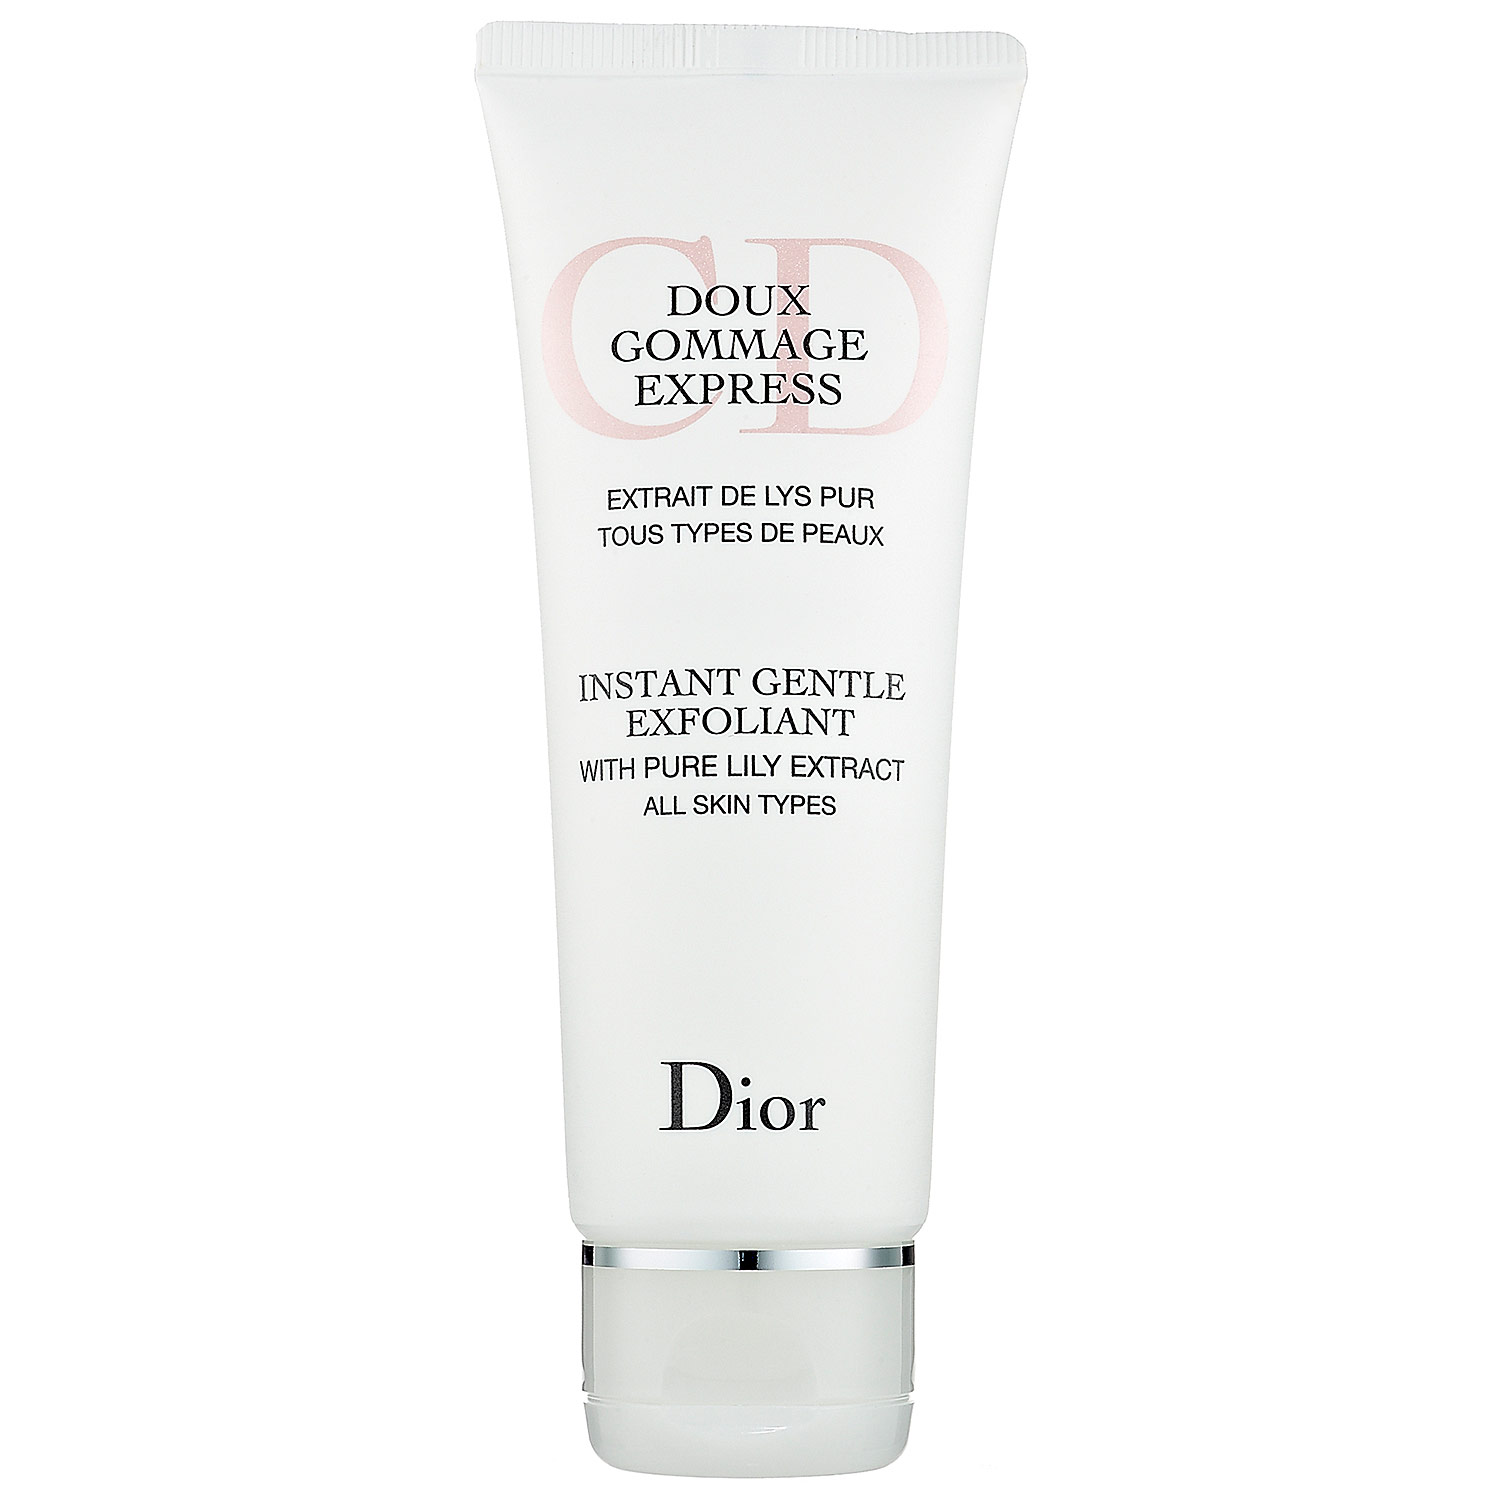 CD
DOUX
GOMMAGE
EXPRESS
EXTRAIT DE LYS PUR
TOUS TYPES DE PEAUX
INSTANT GENTLE
EXFOLIANT
WITH PURE LILY EXTRACT
ALL SKIN TYPES
Dior